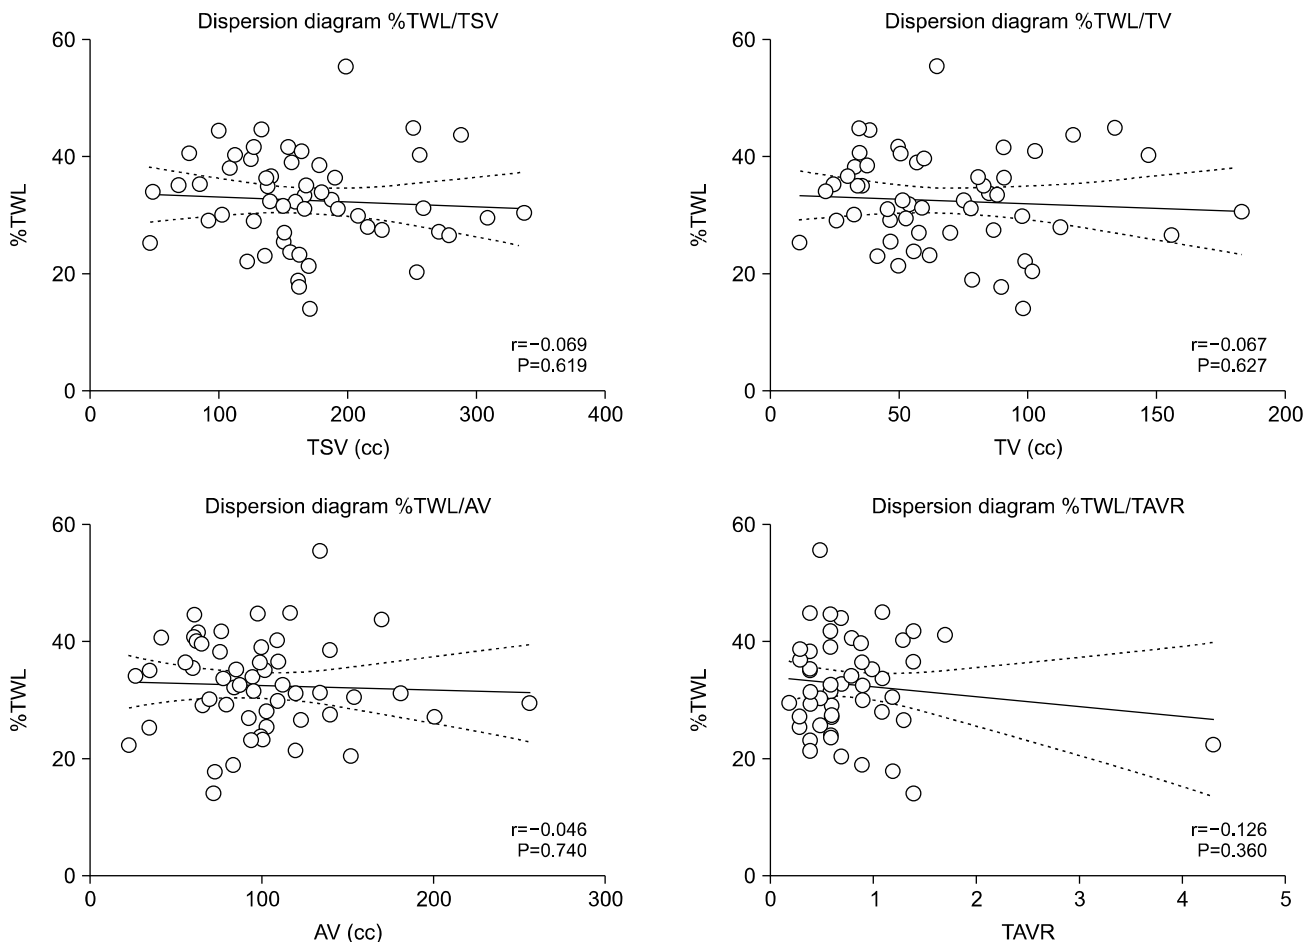 Dispersion diagram %TWL/TSV
60
40
20
0
%TWL
r=−0.069
P=0.619
0 100 200 300 400
TSV (cc)
Dispersion diagram %TWL/TV
60
40
20
0
%TWL
r=−0.067
P=0.627
0 50 100 150 200
TV (cc)
Dispersion diagram %TWL/AV
60
40
20
0
%TWL
r=−0.046
P=0.740
0 100 200 300
AV (cc)
Dispersion diagram %TWL/TAVR
60
40
20
0
%TWL
r=−0.126
P=0.360
0 1 2 3 4 5
TAVR